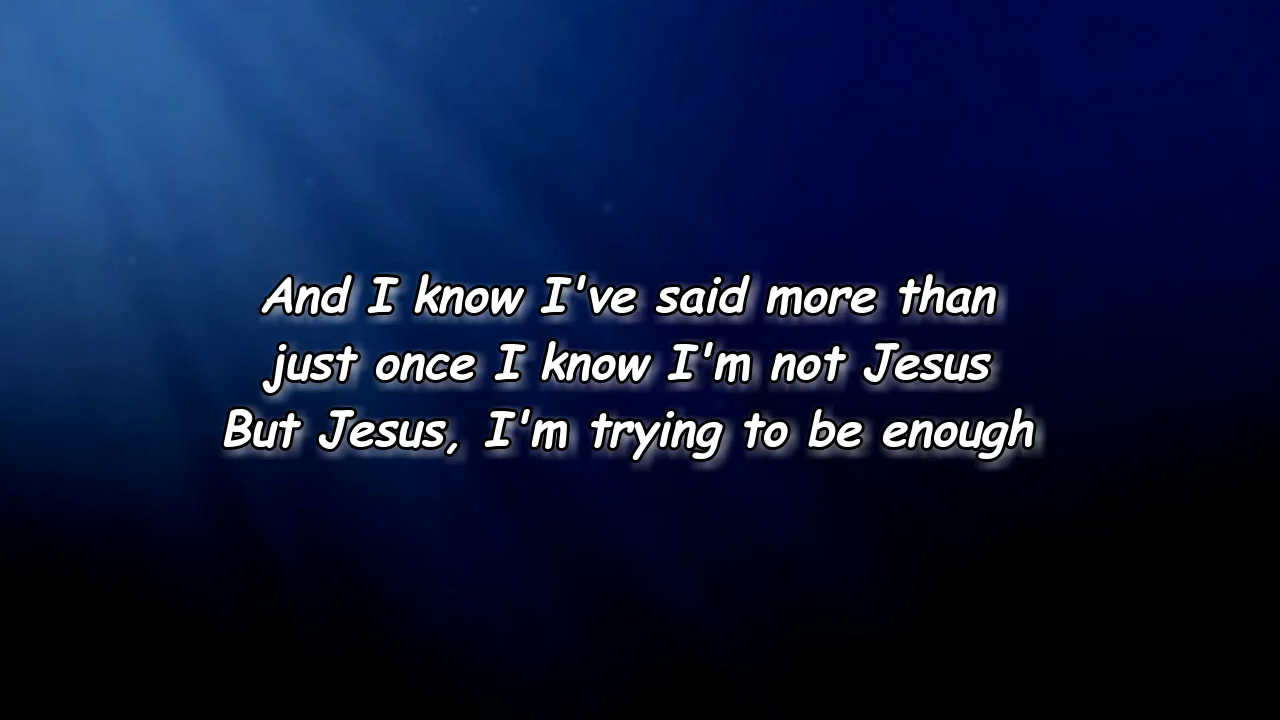 And I know I've said more than
just once I know I'm not Jesus
But Jesus, I'm trying to be enough